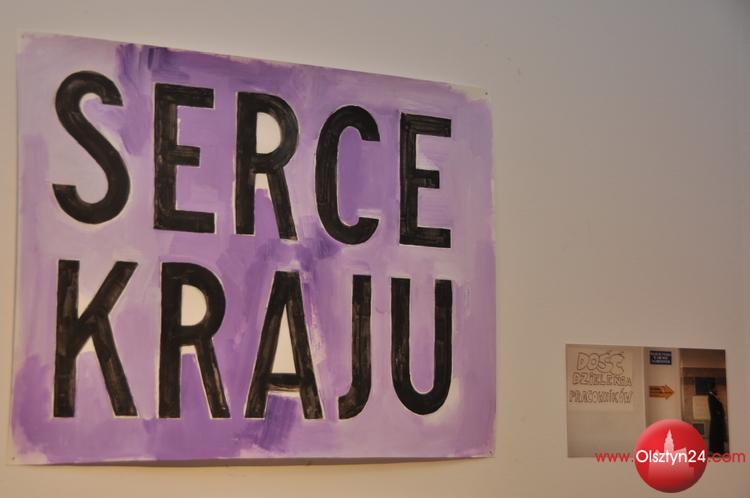 SERCE
KRAJU
DOŚĆ
DZIELENIA
PRACOWNIKÓW
www.Olsztyn24.com